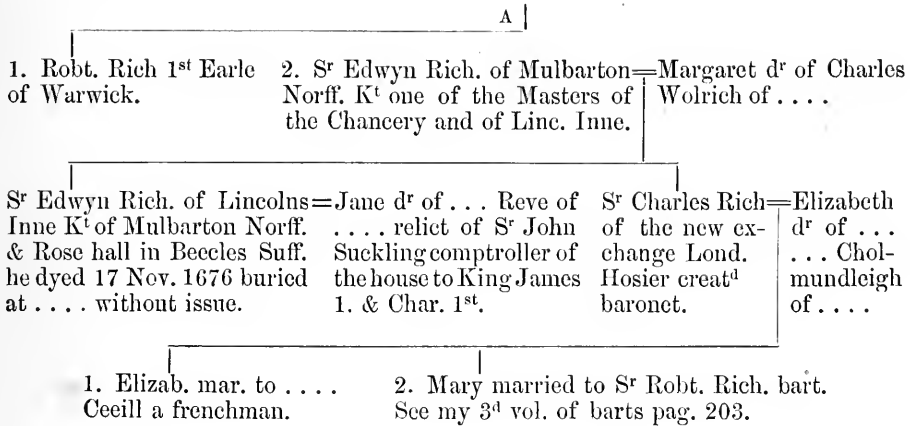 A
1. Robt. Rich 1st Earle
of Warwick.
2. Sr Edwyn Rich. of Mulbarton=Margaret dr of Charles
Norff. Kt one of the Masters of
the Chancery and of Linc. Inne.
Wolrich of . . . .
Sr Edwyn Rich. of Lincolns=Jane dr of . . . Reve of
Inne Kt of Mulbarton Norff.
& Rose hall in Beccles Suff.
he dyed 17 Nov. 1676 buried
at . . . . without issue.
. . . . relict of Sr John
Suckling comptroller of
the house to King James
1. & Char. 1st.
Sr Charles Rich=Elizabeth
of the new ex-
change Lond.
Hosier creatd
baronet.
dr of . . .
. . . Chol-
mundleigh
of . . . .
1. Elizab. mar. to . . . .
Ceeill a frenchman.
2. Mary married to Sr Robt. Rich. bart.
See my 3d vol. of barts pag. 203.